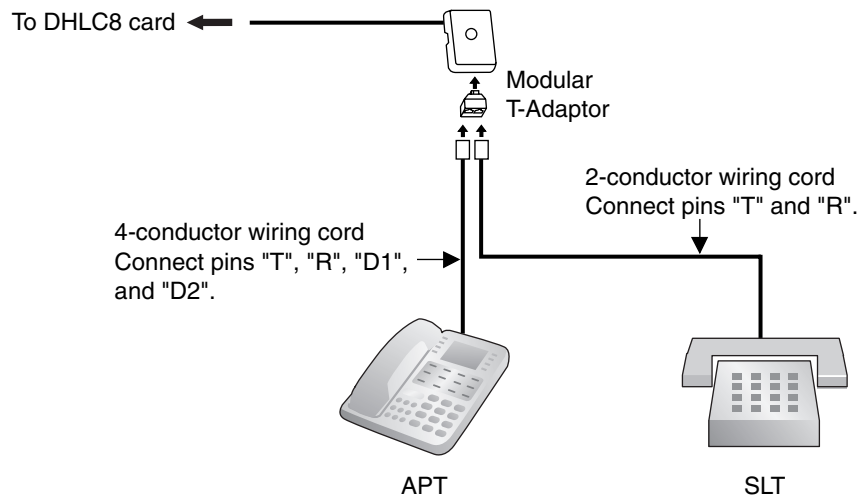 To DHLC8 card
Modular
T-Adaptor
2-conductor wiring cord
Connect pins "T" and "R".
4-conductor wiring cord
Connect pins "T", "R", "D1",
and "D2".
APT
SLT